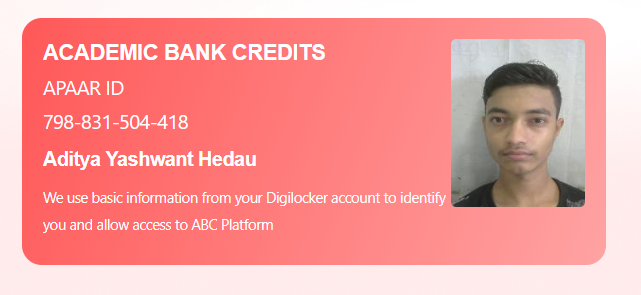 ACADEMIC BANK CREDITS
APAAR ID
798-831-504-418
Aditya Yashwant Hedau
We use basic information from your Digilocker account to identify
you and allow access to ABC Platform